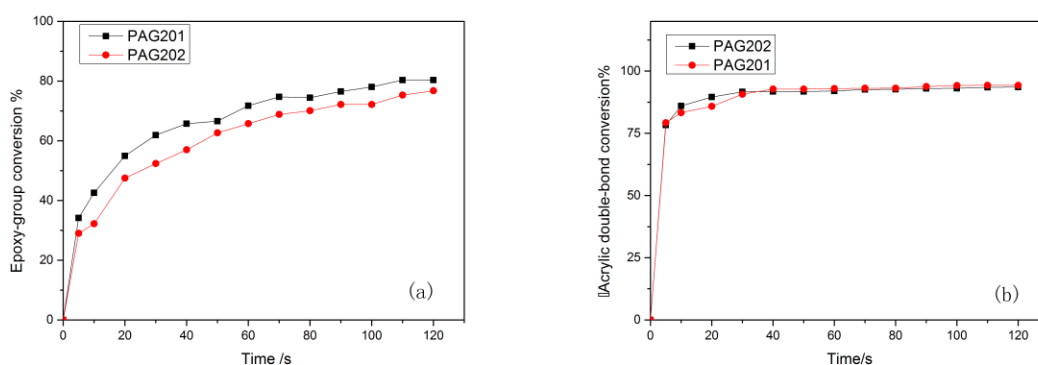 100
80
60
40
20
0
Epoxy-group conversion %
PAG201
PAG202
(a)
0 20 40 60 80 100 120
Time /s
100
75
50
25
0
Acrylic double-bond conversion%
PAG202
PAG201
(b)
0 20 40 60 80 100 120
Time/s